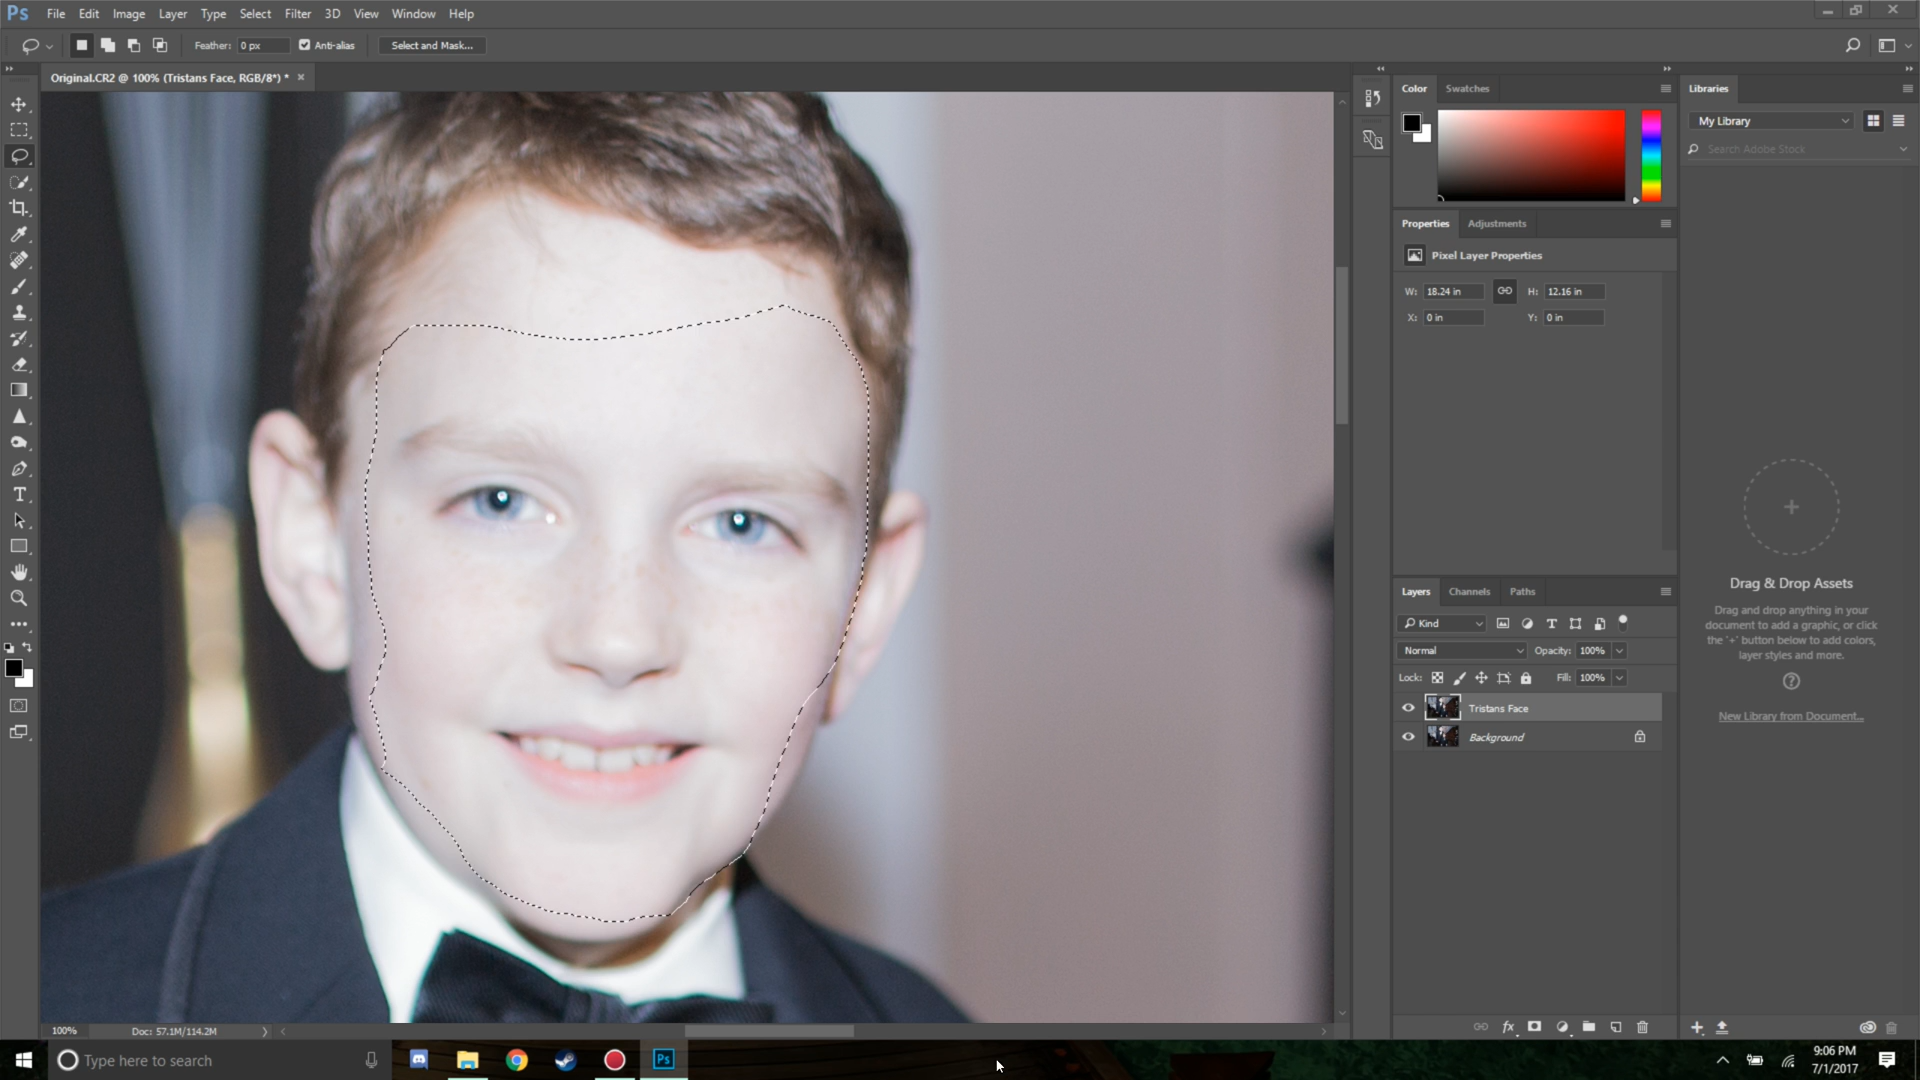 Ps File Edit Image Layer Type Select Filter 3D View Window Help
Feather: 0 px Anti-alias Select and Mask...
Original.CR2 @ 100% (Tristans Face, RGB/8*) * ×
Color Swatches
Libraries
My Library
Search Adobe Stock
Properties Adjustments
Pixel Layer Properties
W: 18.24 in H: 12.16 in
X: 0 in Y: 0 in
Drag & Drop Assets
Drag and drop anything in your
document to add a graphic, or click
the '+' button below to add colors,
layer styles and more.
New Library from Document...
Layers Channels Paths
Kind
Normal Opacity: 100%
Lock: Fill: 100%
Tristans Face
Background
fx
100% Doc: 57.1M/114.2M
Type here to search
Ps
9:06 PM
7/1/2017